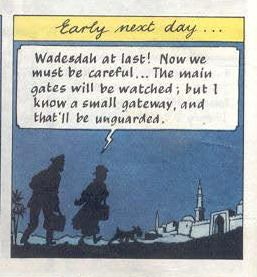 Early next day...
Wadesdah at last! Now we
must be careful... The main
gates will be watched; but I
know a small gateway, and
that'll be unguarded.